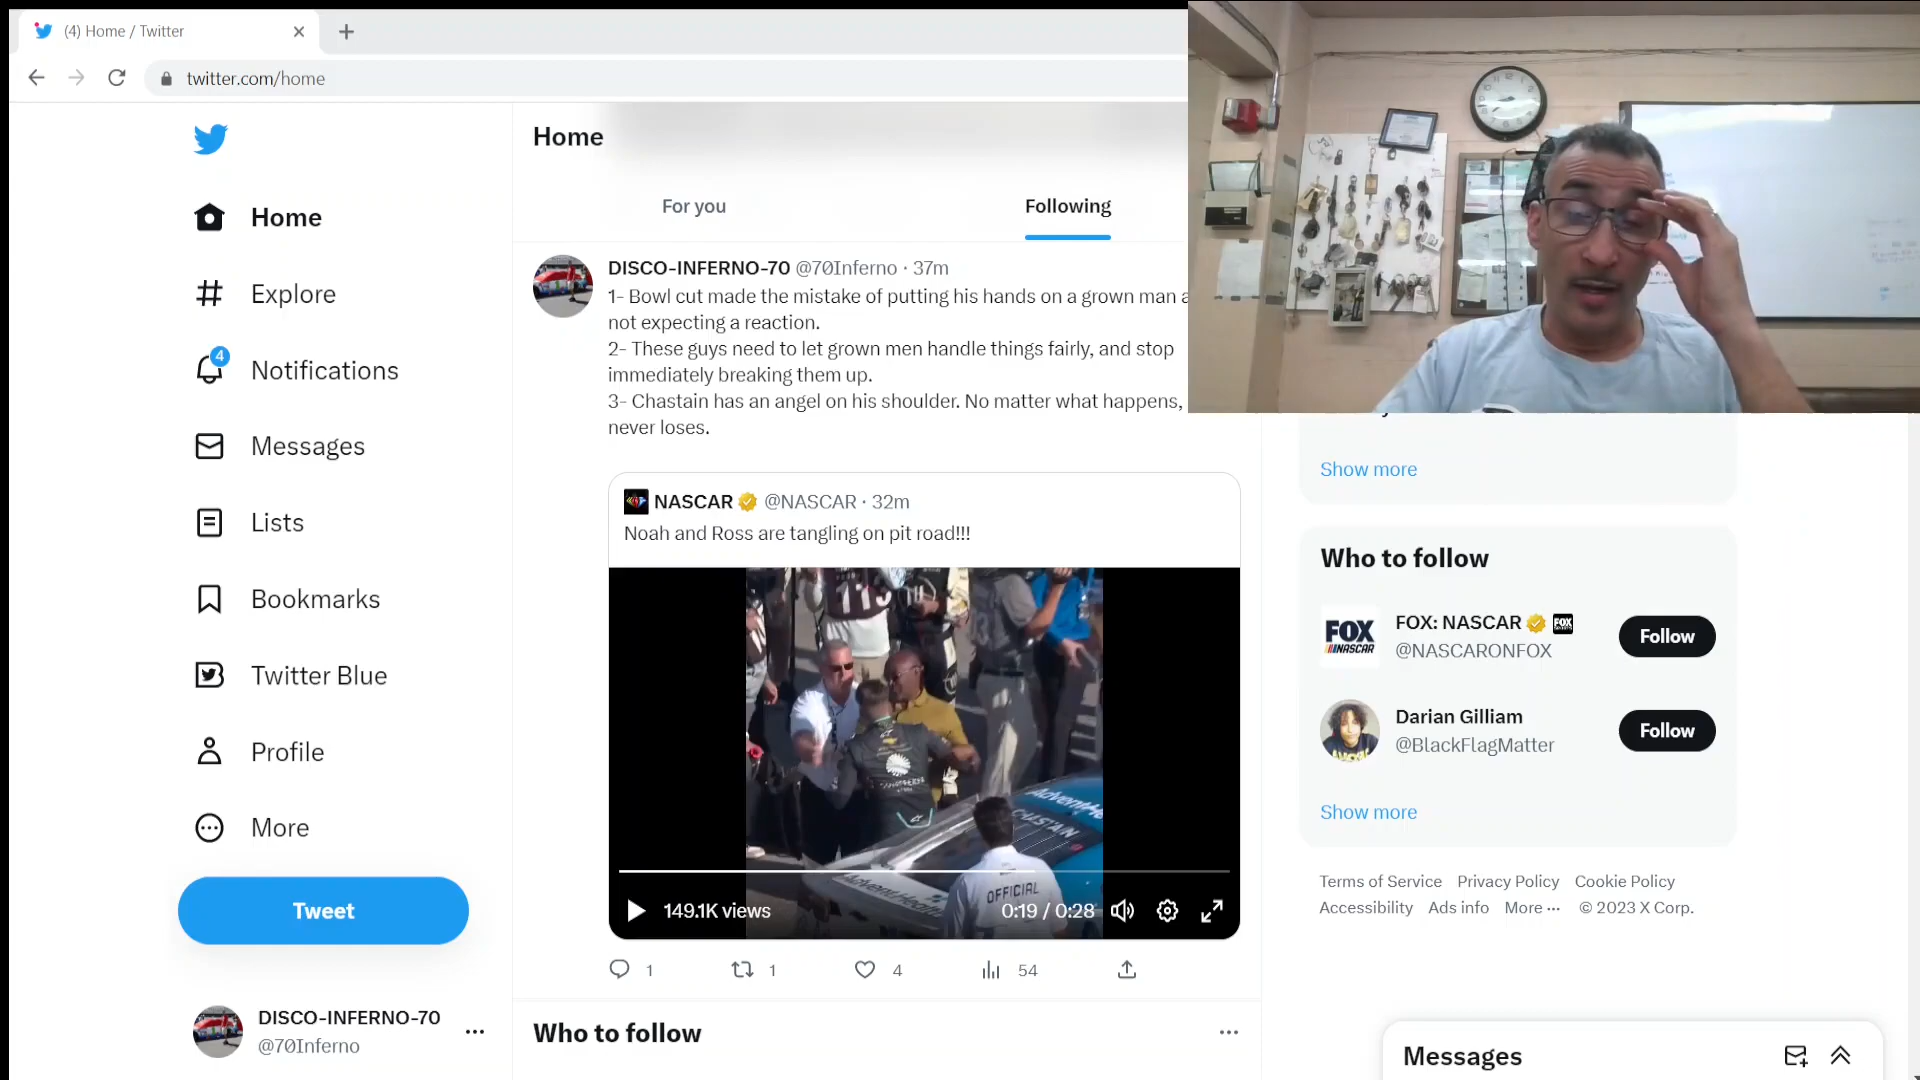 (4) Home / Twitter
twitter.com/home
Home
For you
Following
Home
Explore
4
Notifications
Messages
Lists
Bookmarks
Twitter Blue
Profile
More
Tweet
DISCO-INFERNO-70
@70Inferno
DISCO-INFERNO-70 @70Inferno · 37m
1- Bowl cut made the mistake of putting his hands on a grown man
not expecting a reaction.
2- These guys need to let grown men handle things fairly, and stop
immediately breaking them up.
3- Chastain has an angel on his shoulder. No matter what happens,
never loses.
NASCAR @NASCAR · 32m
Noah and Ross are tangling on pit road!!!
CHASTAIN
OFFICIAL
149.1K views
0:19 / 0:28
1
1
4
54
Who to follow
Show more
Who to follow
FOX NASCAR
FOX: NASCAR
@NASCARONFOX
Follow
Darian Gilliam
@BlackFlagMatter
Follow
Show more
Terms of Service Privacy Policy Cookie Policy
Accessibility Ads info More ··· © 2023 X Corp.
Messages